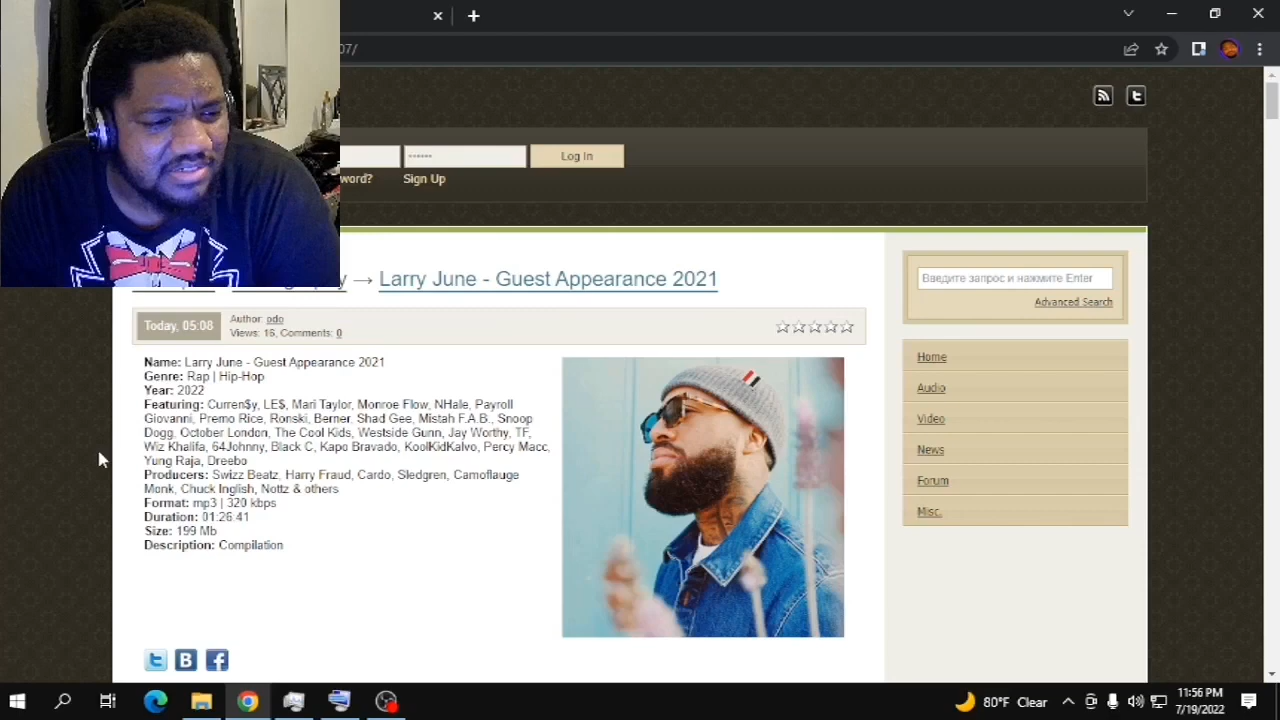 07/
Log In
word?
Sign Up
y → Larry June - Guest Appearance 2021
Введите запрос и нажмите Enter
Advanced Search
Today, 05:08
Author: odo
Views: 16, Comments: 0
Name: Larry June - Guest Appearance 2021
Genre: Rap | Hip-Hop
Year: 2022
Featuring: Curren$y, LE$, Mari Taylor, Monroe Flow, NHale, Payroll
Giovanni, Premo Rice, Ronski, Berner, Shad Gee, Mistah F.A.B., Snoop
Dogg, October London, The Cool Kids, Westside Gunn, Jay Worthy, TF,
Wiz Khalifa, 64Johnny, Black C, Kapo Bravado, KoolKidKalvo, Percy Macc,
Yung Raja, Dreebo
Producers: Swizz Beatz, Harry Fraud, Cardo, Sledgren, Camoflauge
Monk, Chuck Inglish, Nottz & others
Format: mp3 | 320 kbps
Duration: 01:26:41
Size: 199 Mb
Description: Compilation
Home
Audio
Video
News
Forum
Misc.
80°F Clear
11:56 PM
7/19/2022